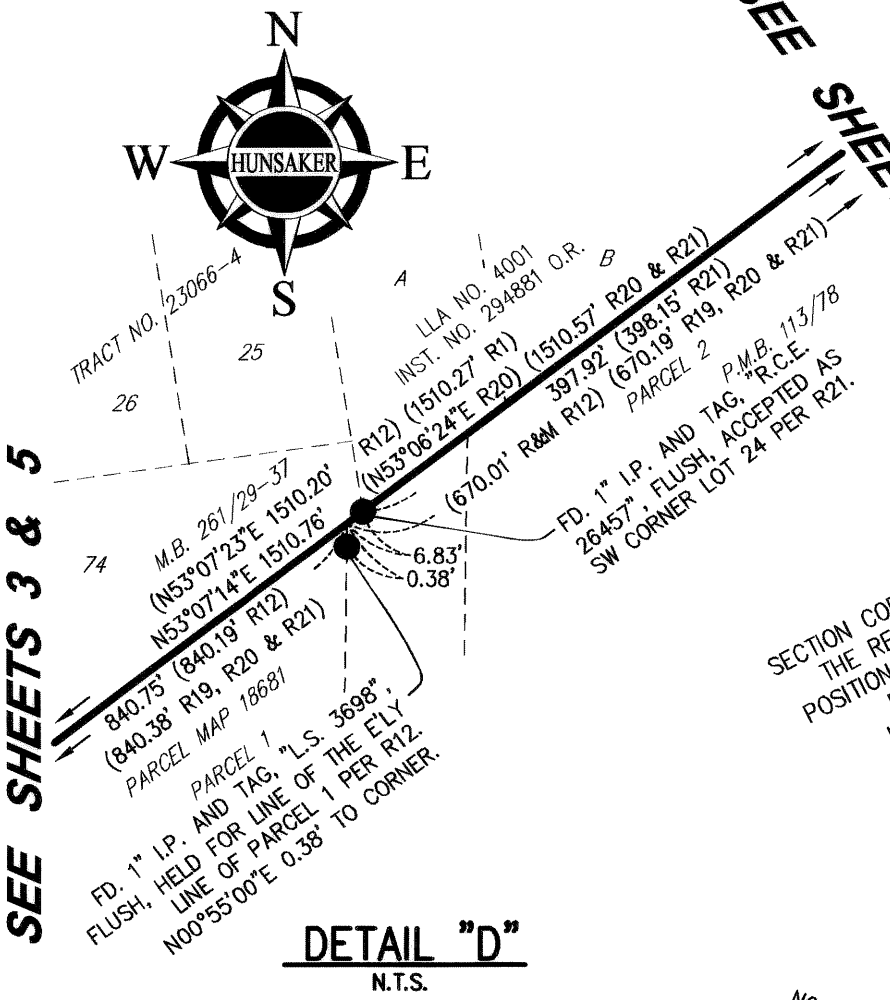 N
W
HUNSAKER
E
S
SEE SHEE
TRACT NO. 23066-4
26
25
A
B
LLA NO. 4001
INST. NO. 294881 O.R.
R12) (1510.27' R1)
(N53°06'24"E R20) (1510.57' R20 & R21)
397.92' (398.15' R21)
(670.01' R&M R12) (670.19' R19, R20 & R21)
PARCEL 2
P.M.B. 113/78
FD. 1" I.P. AND TAG, "R.C.E.
26457", FLUSH, ACCEPTED AS
SW CORNER LOT 24 PER R21.
74
M.B. 261/29-37
(N53°07'23"E 1510.20'
N53°07'14"E 1510.76'
840.75' (840.19' R12)
(840.38' R19, R20 & R21)
PARCEL MAP 18681
PARCEL 1
6.83'
0.38'
FD. 1" I.P. AND TAG, "L.S. 3698",
FLUSH, HELD FOR LINE OF THE E'LY
LINE OF PARCEL 1 PER R12.
N00°55'00"E 0.38' TO CORNER.
SEE SHEETS 3 & 5
SECTION CO
THE RE
POSITION
DETAIL "D"
N.T.S.